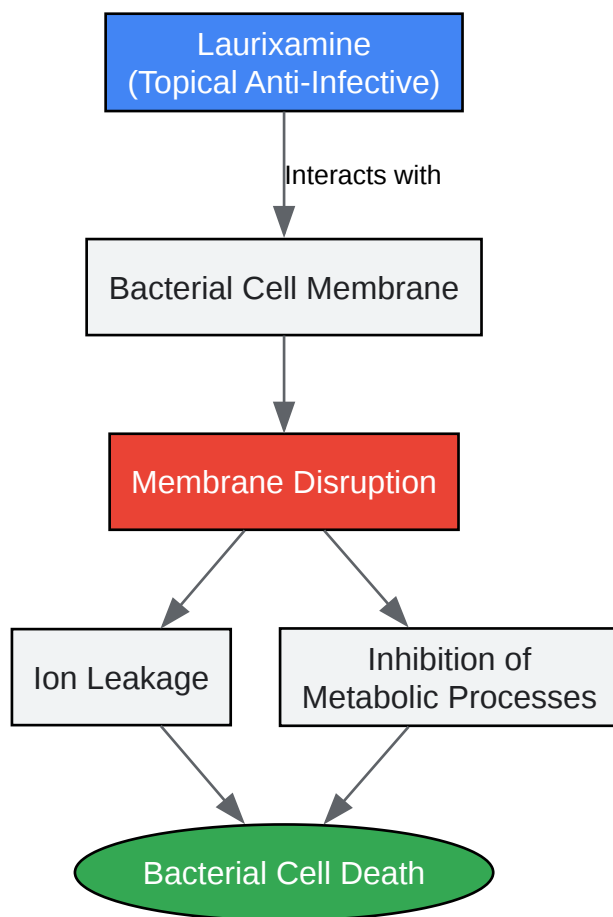 Laurixamine
(Topical Anti-Infective)
Interacts with
Bacterial Cell Membrane
Membrane Disruption
Ion Leakage
Inhibition of
Metabolic Processes
Bacterial Cell Death